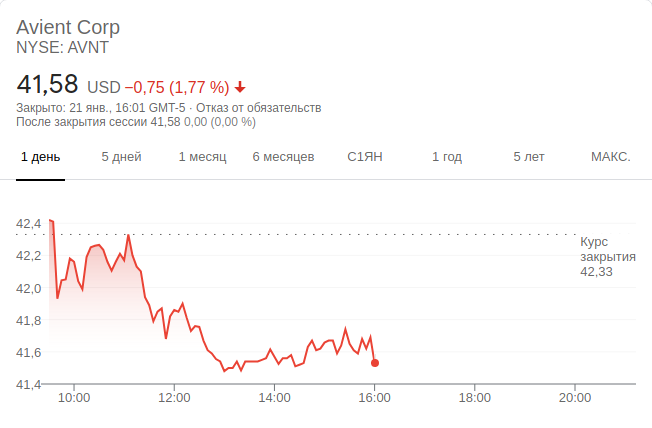 Avient Corp
NYSE: AVNT
41,58 USD −0,75 (1,77 %)
Закрыто: 21 янв., 16:01 GMT-5 · Отказ от обязательств
После закрытия сессии 41,58 0,00 (0,00 %)
1 день 5 дней 1 месяц 6 месяцев С1ЯН 1 год 5 лет МАКС.
42,4
42,2
42,0
41,8
41,6
41,4
Курс
закрытия
42,33
10:00 12:00 14:00 16:00 18:00 20:00